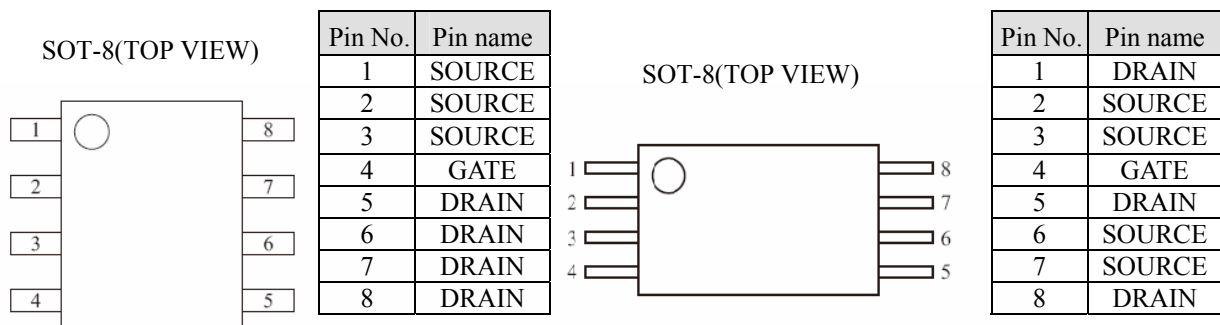 SOT-8(TOP VIEW)
1 8
2 7
3 6
4 5
Pin No. Pin name
1 SOURCE
2 SOURCE
3 SOURCE
4 GATE
5 DRAIN
6 DRAIN
7 DRAIN
8 DRAIN
SOT-8(TOP VIEW)
1 8
2 7
3 6
4 5
Pin No. Pin name
1 DRAIN
2 SOURCE
3 SOURCE
4 GATE
5 DRAIN
6 SOURCE
7 SOURCE
8 DRAIN